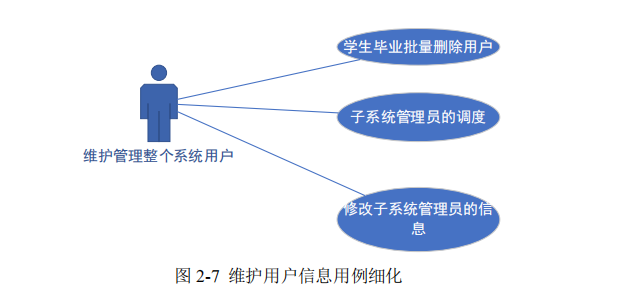 学生毕业批量删除用户
子系统管理员的调度
维护管理整个系统用户
修改子系统管理员的信
息
图 2-7 维护用户信息用例细化